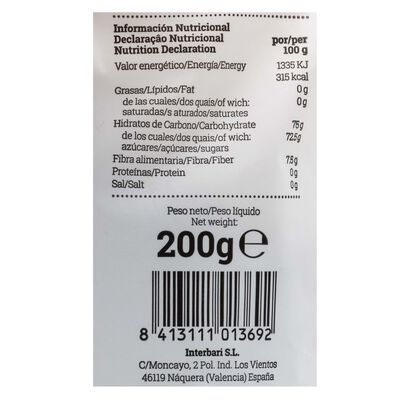 Información Nutricional
Declaração Nutricional por/per
Nutrition Declaration 100 g
Valor energético/Energía/Energy 1335 KJ
315 kcal
Grasas/Lípidos/Fat 0 g
de las cuales/dos quais/of wich: 0g
saturadas/s aturados/saturates
Hidratos de Carbono/Carbohydrate 75g
de los cuales/dos quais/of wich: 72,5g
azúcares/açúcares/sugars
Fibra alimentaria/Fibra/Fiber 7,5g
Proteínas/Protein 0g
Sal/Salt 0g
Peso neto/Peso líquido
Net weight:
200g ℮
8 413111 013692
Interbari S.L.
C/Moncayo, 2 Pol. Ind. Los Vientos
46119 Náquera (Valencia) España